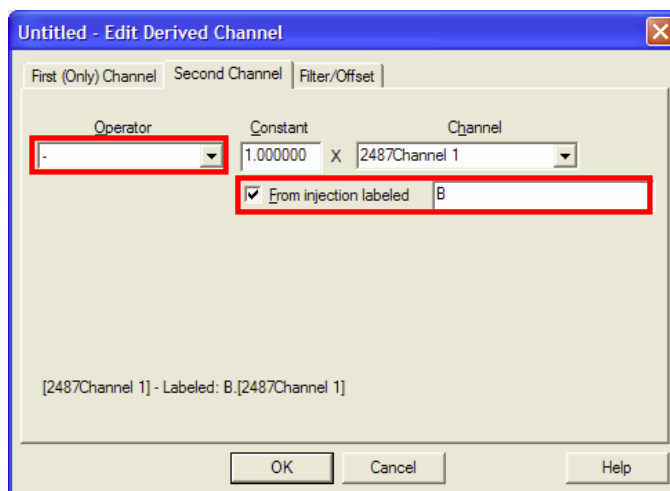 Untitled - Edit Derived Channel
First (Only) Channel Second Channel Filter/Offset
Operator Constant Channel
- 1.000000 X 2487Channel 1
From injection labeled B
[2487Channel 1] - Labeled: B.[2487Channel 1]
OK Cancel Help